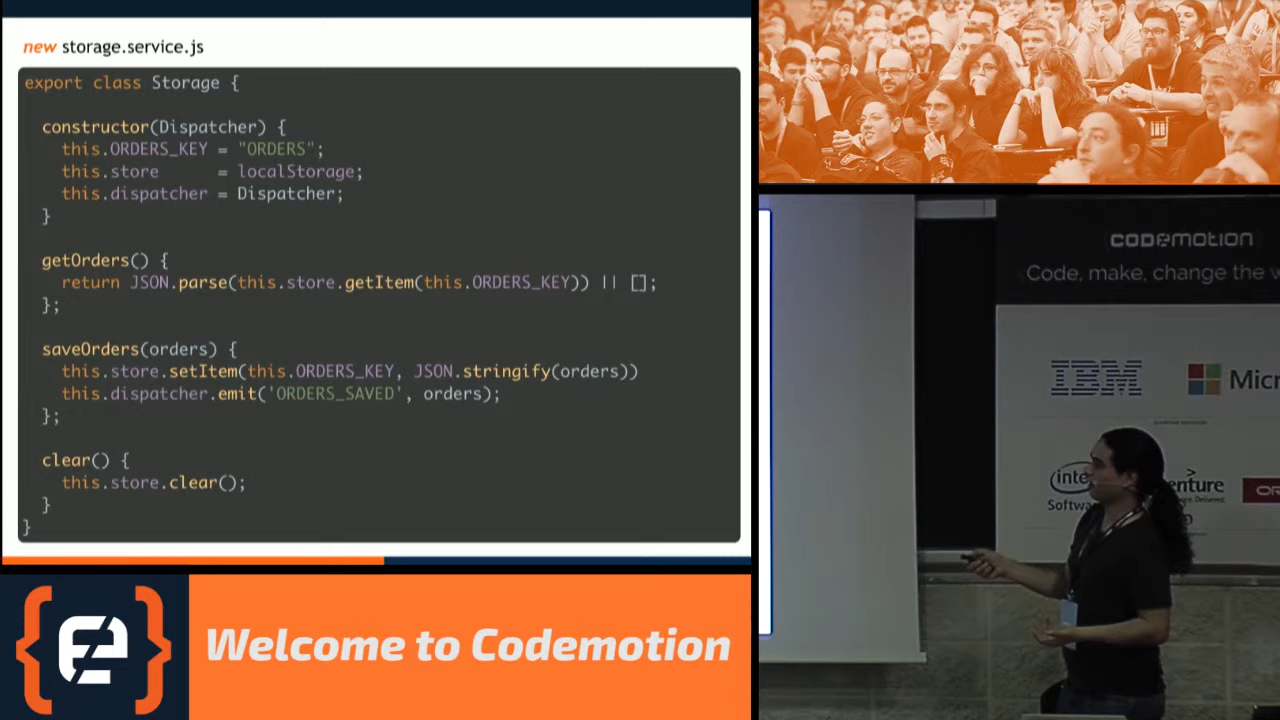 new storage.service.js
export class Storage {
constructor(Dispatcher) {
this.ORDERS_KEY = "ORDERS";
this.store = localStorage;
this.dispatcher = Dispatcher;
}
getOrders() {
return JSON.parse(this.store.getItem(this.ORDERS_KEY)) || [];
};
saveOrders(orders) {
this.store.setItem(this.ORDERS_KEY, JSON.stringify(orders))
this.dispatcher.emit('ORDERS_SAVED', orders);
};
clear() {
this.store.clear();
}
}
Welcome to Codemotion
CODEMOTION
Code, make, change the w
IBM
Micr
inte
Softwa
enture